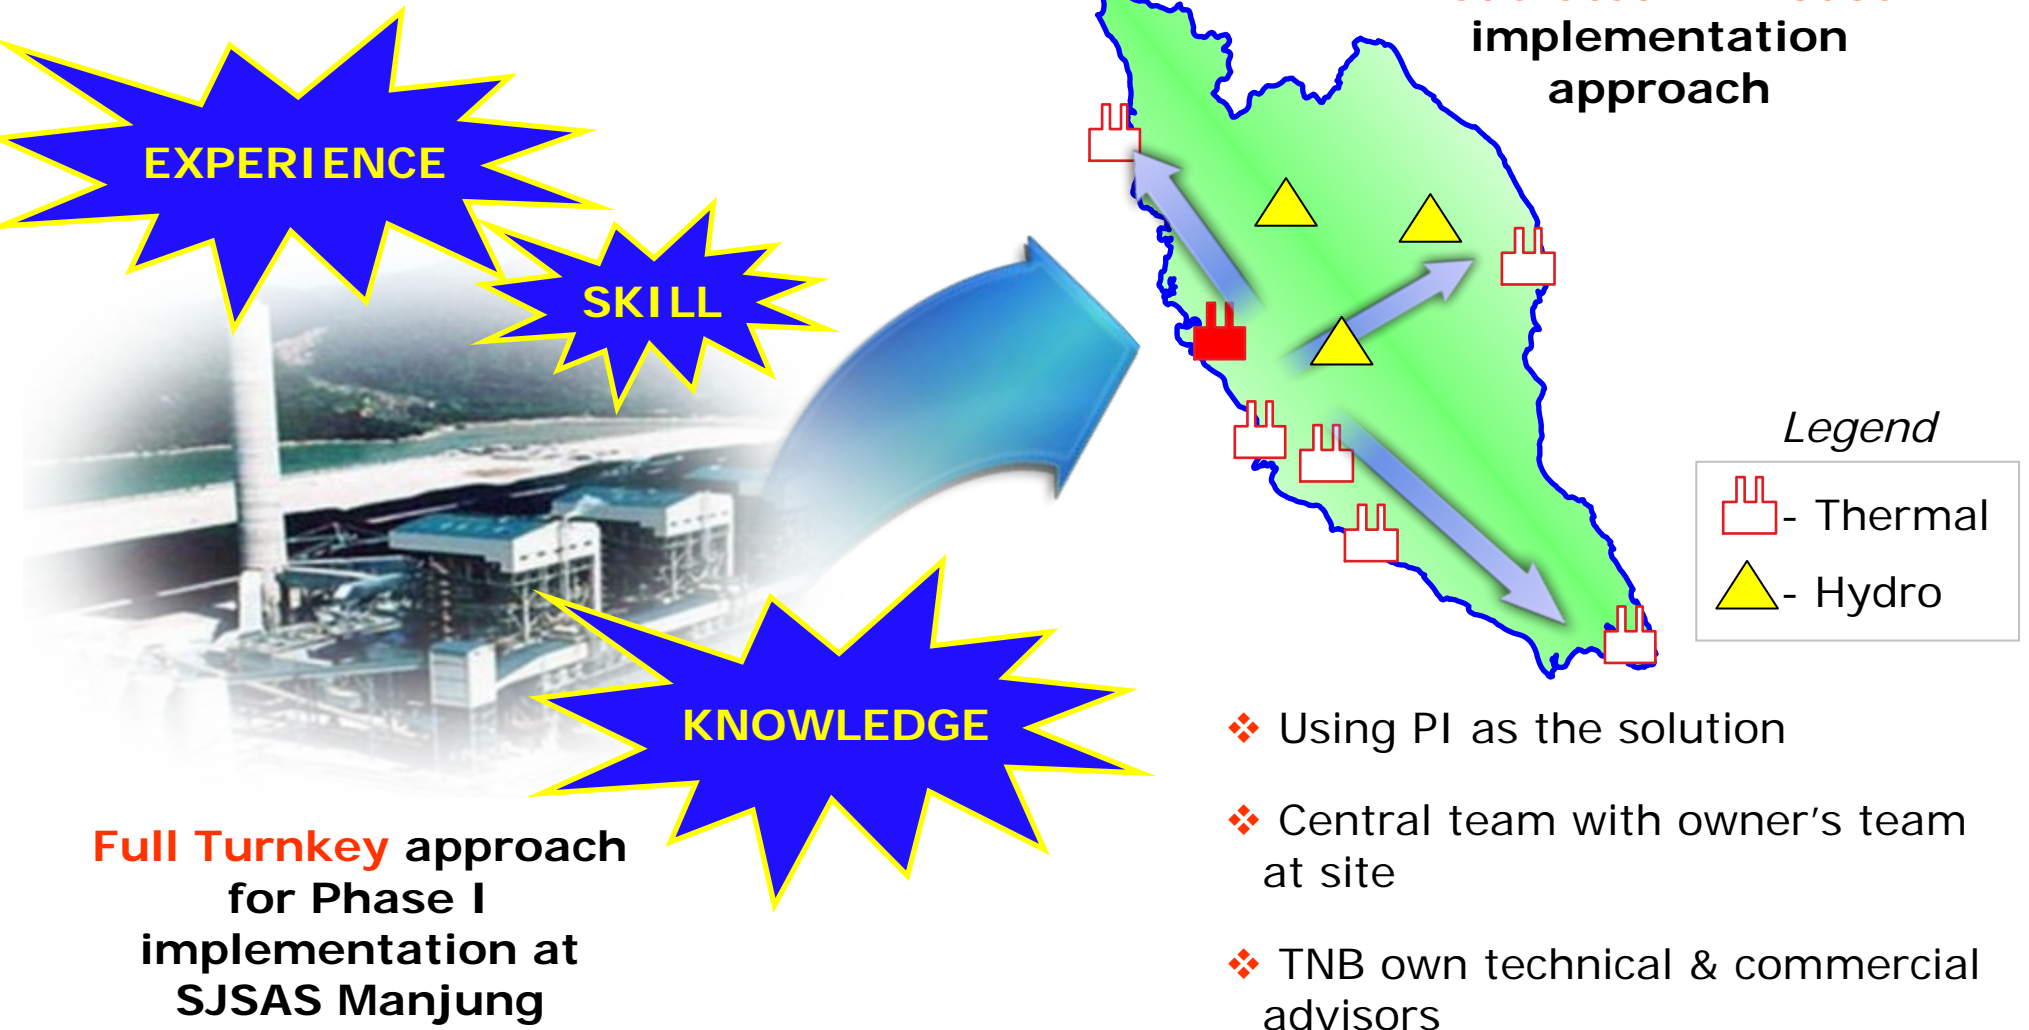 implementation
approach
EXPERIENCE
SKILL
KNOWLEDGE
Legend
- Thermal
- Hydro
Full Turnkey approach
for Phase I
implementation at
SJSAS Manjung
❖ Using PI as the solution
❖ Central team with owner’s team
at site
❖ TNB own technical & commercial
advisors